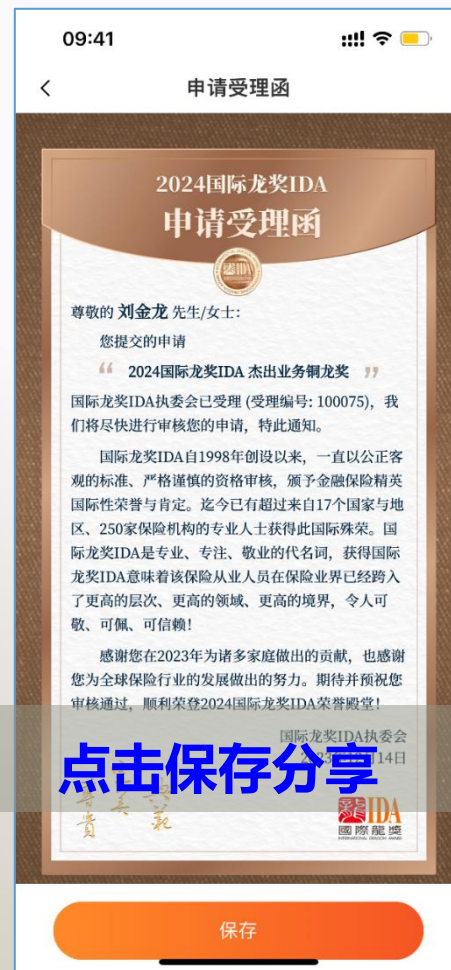 09:41
申请受理函
2024国际龙奖IDA
申请受理函
尊敬的 刘金龙 先生/女士:
您提交的申请
“ 2024国际龙奖IDA 杰出业务铜龙奖 ”
国际龙奖IDA执委会已受理 (受理编号: 100075)，我
们将尽快进行审核您的申请，特此通知。
国际龙奖IDA自1998年创设以来，一直以公正客
观的标准、严格谨慎的资格审核，颁予金融保险精英
国际性荣誉与肯定。迄今已有超过来自17个国家与地
区、250家保险机构的专业人士获得此国际殊荣。国
际龙奖IDA是专业、专注、敬业的代名词，获得国际
龙奖IDA意味着该保险从业人员在保险业界已经跨入
了更高的层次、更高的领域、更高的境界，令人可
敬、可佩、可信赖！
感谢您在2023年为诸多家庭做出的贡献，也感谢
您为全球保险行业的发展做出的努力。期待并预祝您
审核通过，顺利荣登2024国际龙奖IDA荣誉殿堂！
国际龙奖IDA执委会
14日
点击保存分享
龍IDA
國際龍獎
INTERNATIONAL DRAGON AWARD
保存